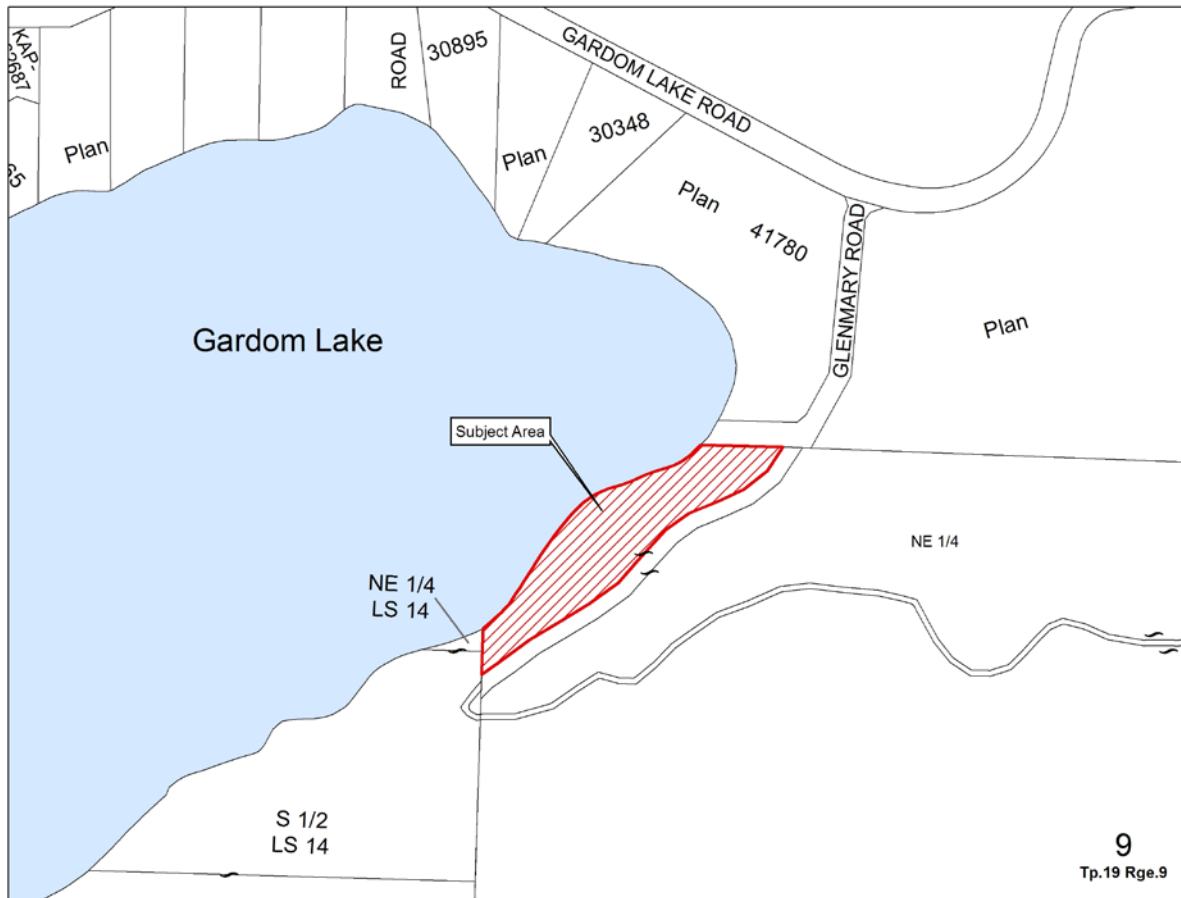 KAP-
ROAD
30895
GARDOM LAKE ROAD
Plan
Plan
30348
65
Plan
41780
GLENMARY ROAD
Plan
Gardom Lake
Subject Area
NE 1/4
NE 1/4
LS 14
S 1/2
LS 14
9
Tp.19 Rge.9